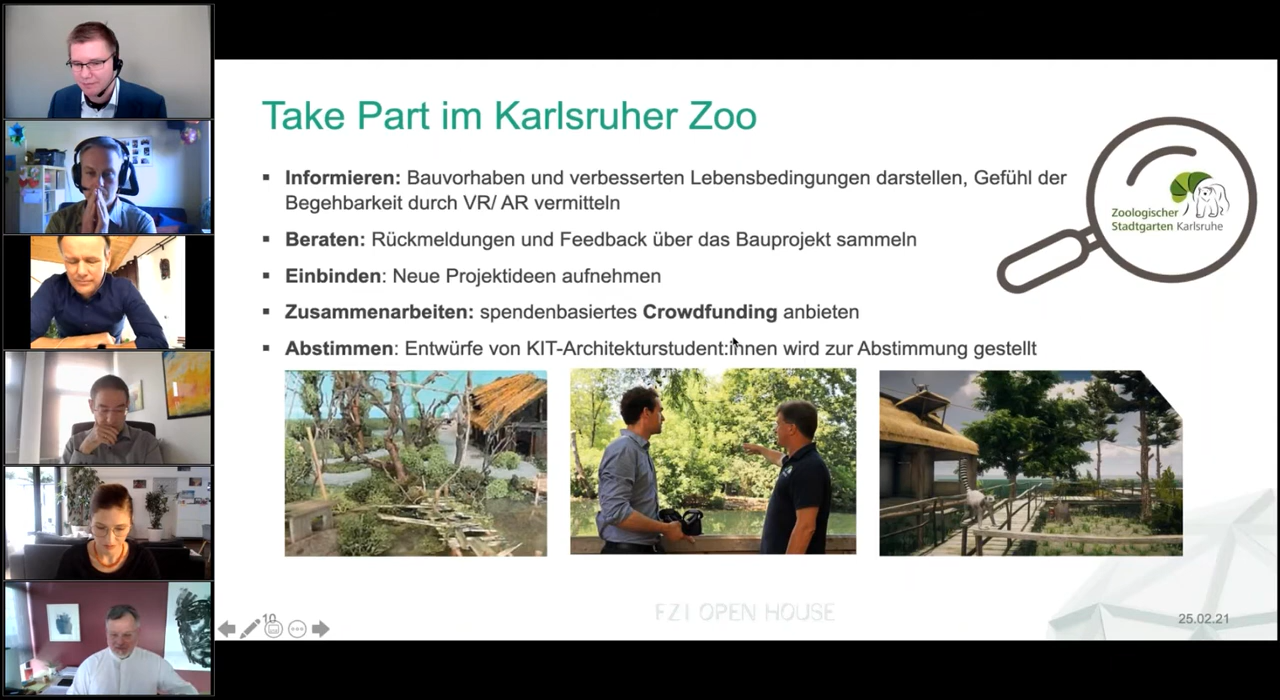 Take Part im Karlsruher Zoo
▪ Informieren: Bauvorhaben und verbesserten Lebensbedingungen darstellen, Gefühl der
Begehbarkeit durch VR/ AR vermitteln
▪ Beraten: Rückmeldungen und Feedback über das Bauprojekt sammeln
▪ Einbinden: Neue Projektideen aufnehmen
▪ Zusammenarbeiten: spendenbasiertes Crowdfunding anbieten
▪ Abstimmen: Entwürfe von KIT-Architekturstudent:innen wird zur Abstimmung gestellt
Zoologischer
Stadtgarten Karlsruhe
10
FZI OPEN HOUSE
25.02.21